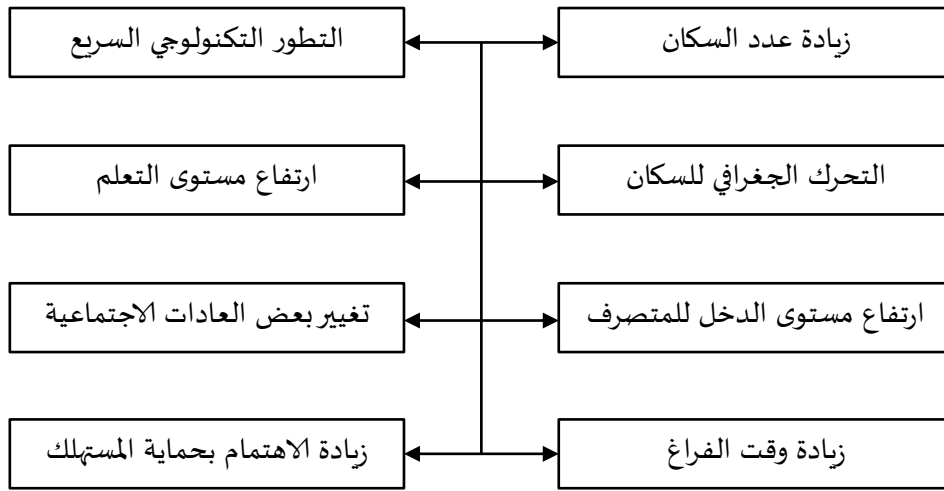 زيادة عدد السكان
التطور التكنولوجي السريع
التحرك الجغرافي للسكان
ارتفاع مستوى التعلم
ارتفاع مستوى الدخل للمتصرف
تغيير بعض العادات الاجتماعية
زيادة وقت الفراغ
زيادة الاهتمام بحماية المستهلك